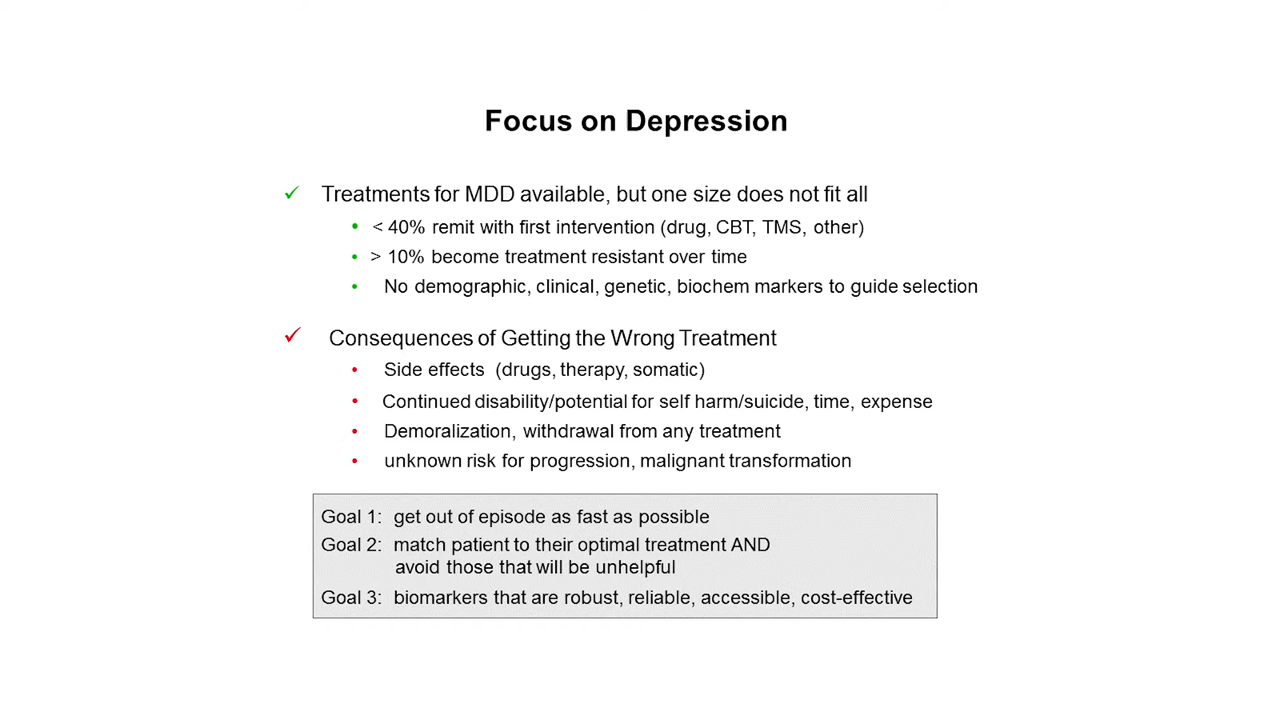 Focus on Depression
✓ Treatments for MDD available, but one size does not fit all
• < 40% remit with first intervention (drug, CBT, TMS, other)
• > 10% become treatment resistant over time
• No demographic, clinical, genetic, biochem markers to guide selection
✓ Consequences of Getting the Wrong Treatment
• Side effects (drugs, therapy, somatic)
• Continued disability/potential for self harm/suicide, time, expense
• Demoralization, withdrawal from any treatment
• unknown risk for progression, malignant transformation
Goal 1: get out of episode as fast as possible
Goal 2: match patient to their optimal treatment AND
avoid those that will be unhelpful
Goal 3: biomarkers that are robust, reliable, accessible, cost-effective